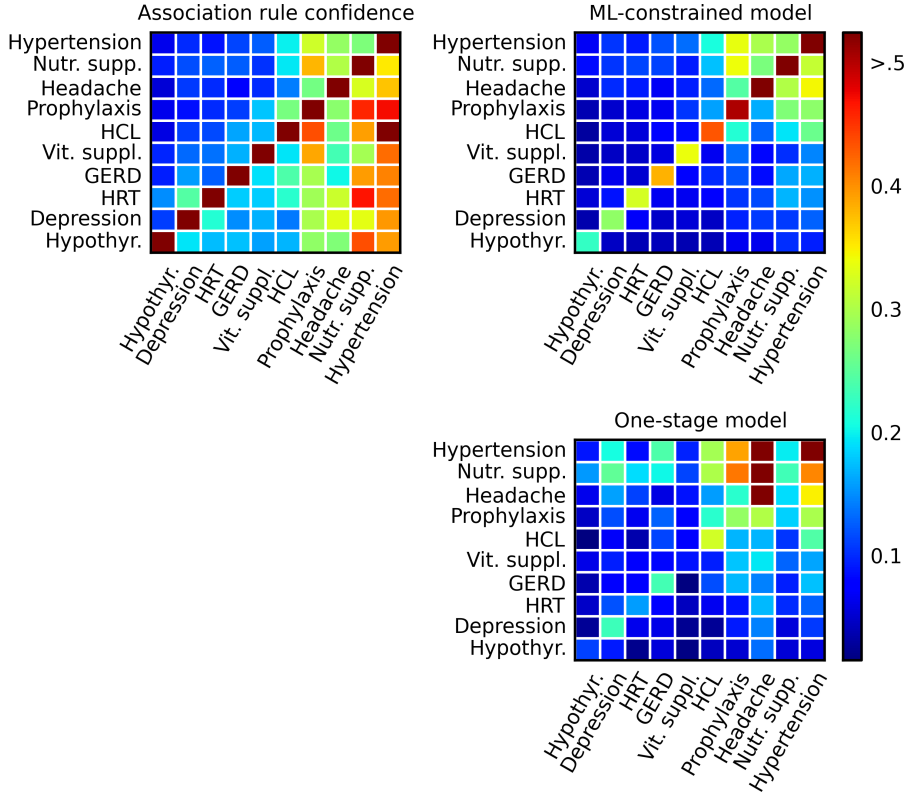 Association rule confidence
Hypertension
Nutr. supp.
Headache
Prophylaxis
HCL
Vit. suppl.
GERD
HRT
Depression
Hypothyr.
Hypothyr.
Depression
HRT
GERD
Vit. suppl.
HCL
Prophylaxis
Headache
Nutr. supp.
Hypertension
ML-constrained model
Hypertension
Nutr. supp.
Headache
Prophylaxis
HCL
Vit. suppl.
GERD
HRT
Depression
Hypothyr.
Hypothyr.
Depression
HRT
GERD
Vit. suppl.
HCL
Prophylaxis
Headache
Nutr. supp.
Hypertension
One-stage model
Hypertension
Nutr. supp.
Headache
Prophylaxis
HCL
Vit. suppl.
GERD
HRT
Depression
Hypothyr.
Hypothyr.
Depression
HRT
GERD
Vit. suppl.
HCL
Prophylaxis
Headache
Nutr. supp.
Hypertension
>.5
0.4
0.3
0.2
0.1